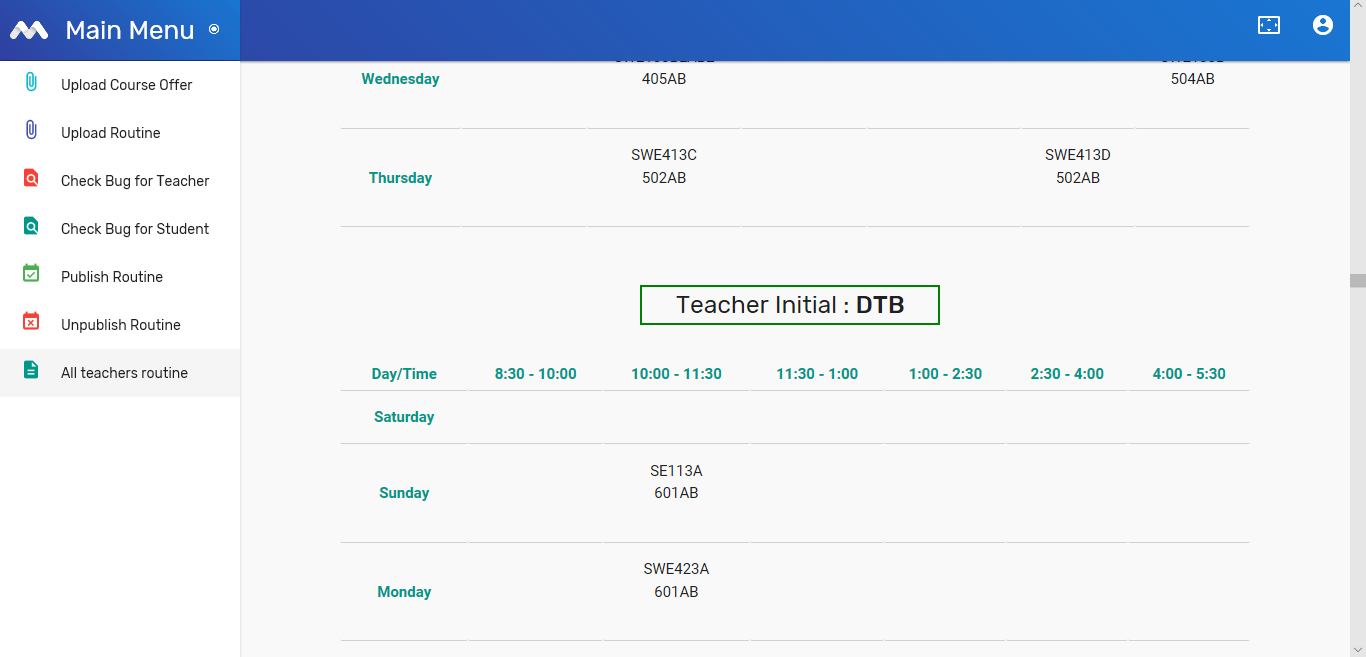 Main Menu
Upload Course Offer
Upload Routine
Check Bug for Teacher
Check Bug for Student
Publish Routine
Unpublish Routine
All teachers routine
Wednesday 405AB 504AB
SWE413C SWE413D
Thursday 502AB 502AB
Teacher Initial : DTB
Day/Time 8:30 - 10:00 10:00 - 11:30 11:30 - 1:00 1:00 - 2:30 2:30 - 4:00 4:00 - 5:30
Saturday
SE113A
Sunday 601AB
SWE423A
Monday 601AB